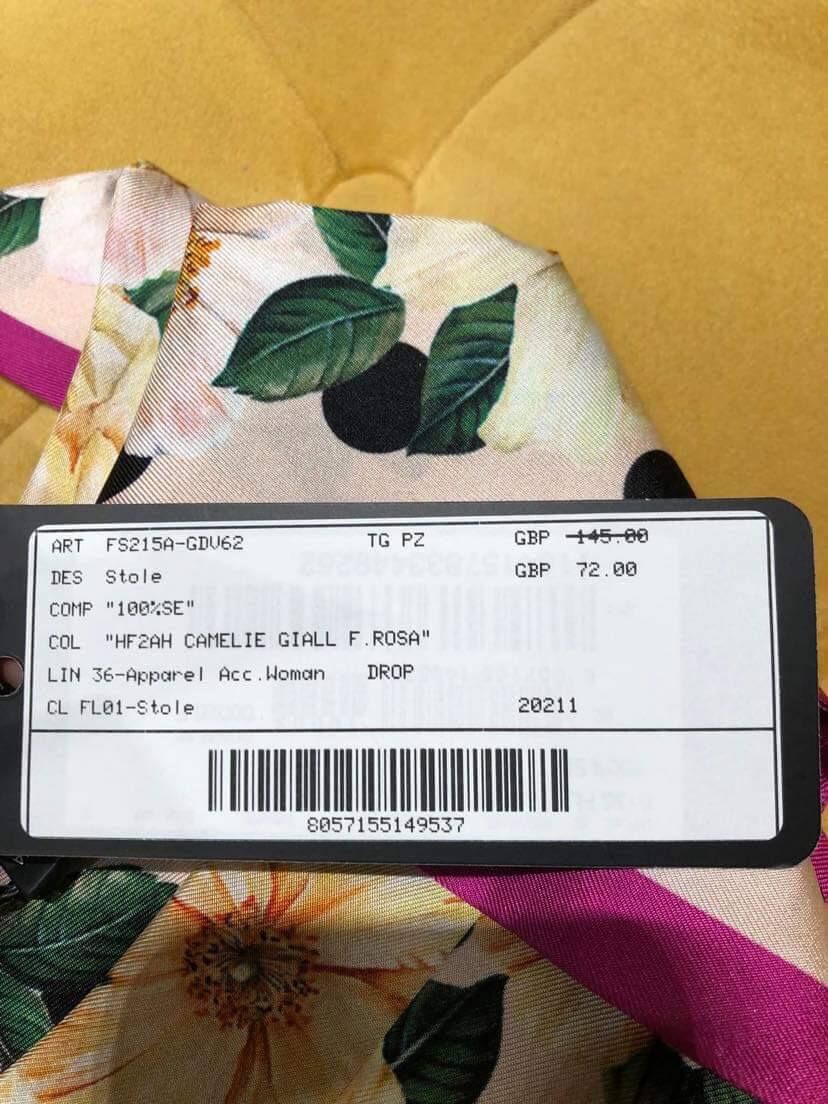 ART FS215A-GDV62 TG PZ GBP 145.00
DES Stole GBP 72.00
COMP "100%SE"
COL "HF2AH CAMELIE GIALL F.ROSA"
LIN 36-Apparel Acc.Woman DROP
CL FL01-Stole 20211
8057155149537